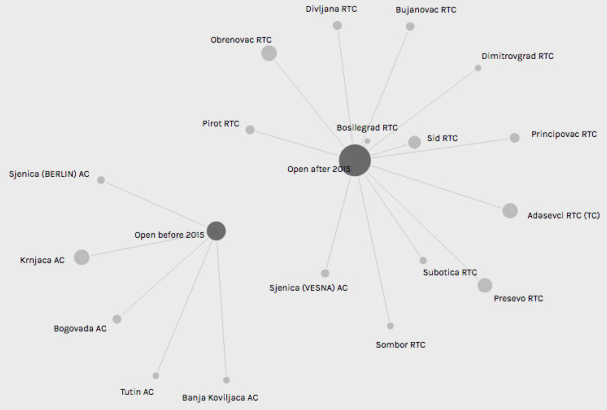 Divljana RTC
Bujanovac RTC
Obrenovac RTC
Dimitrovgrad RTC
Pirot RTC
Bosilegrad RTC
Sid RTC
Principovac RTC
Open after 2015
Sjenica (BERLIN) AC
Adasevci RTC (TC)
Open before 2015
Krnjaca AC
Subotica RTC
Sjenica (VESNA) AC
Presevo RTC
Bogovada AC
Sombor RTC
Tutin AC
Banja Koviljaca AC